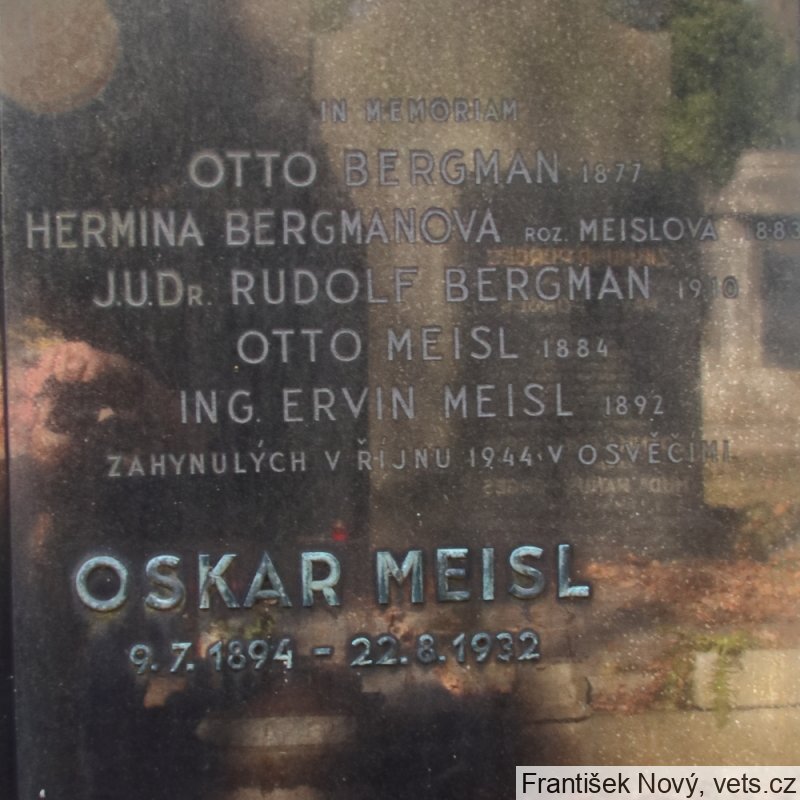 IN MEMORIAM
OTTO BERGMAN 1877
HERMINA BERGMANOVÁ ROZ. MEISLOVÁ 1883
J.U.DR. RUDOLF BERGMAN 1910
OTTO MEISL 1884
ING. ERVIN MEISL 1892
ZAHYNULÝCH V ŘÍJNU 1944 V OSVĚČIMI
OSKAR MEISL
9.7.1894 - 22.8.1932
František Nový, vets.cz